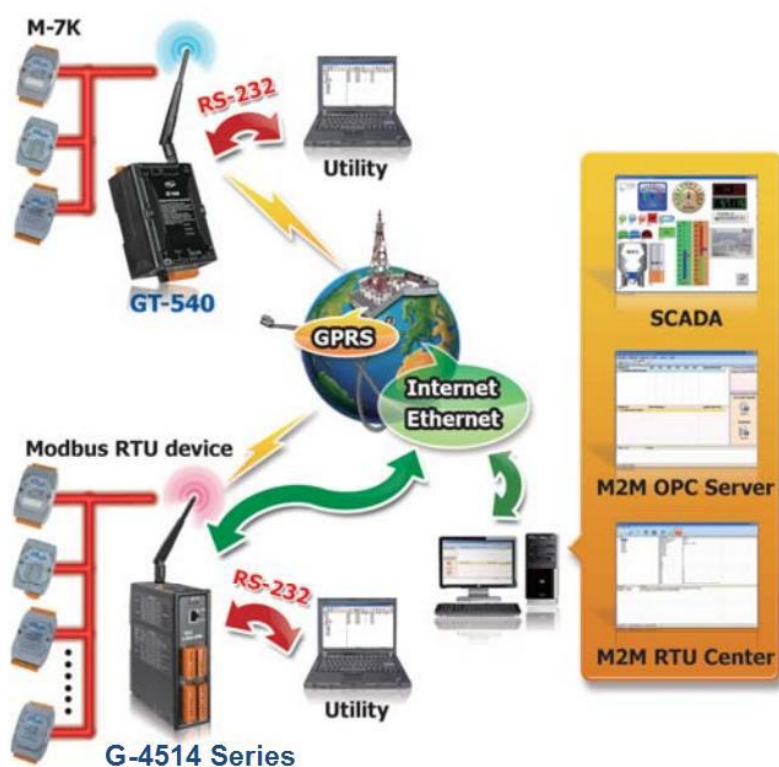 M-7K
RS-232
Utility
GT-540
GPRS
Internet
Ethernet
Modbus RTU device
RS-232
Utility
G-4514 Series
SCADA
M2M OPC Server
M2M RTU Center